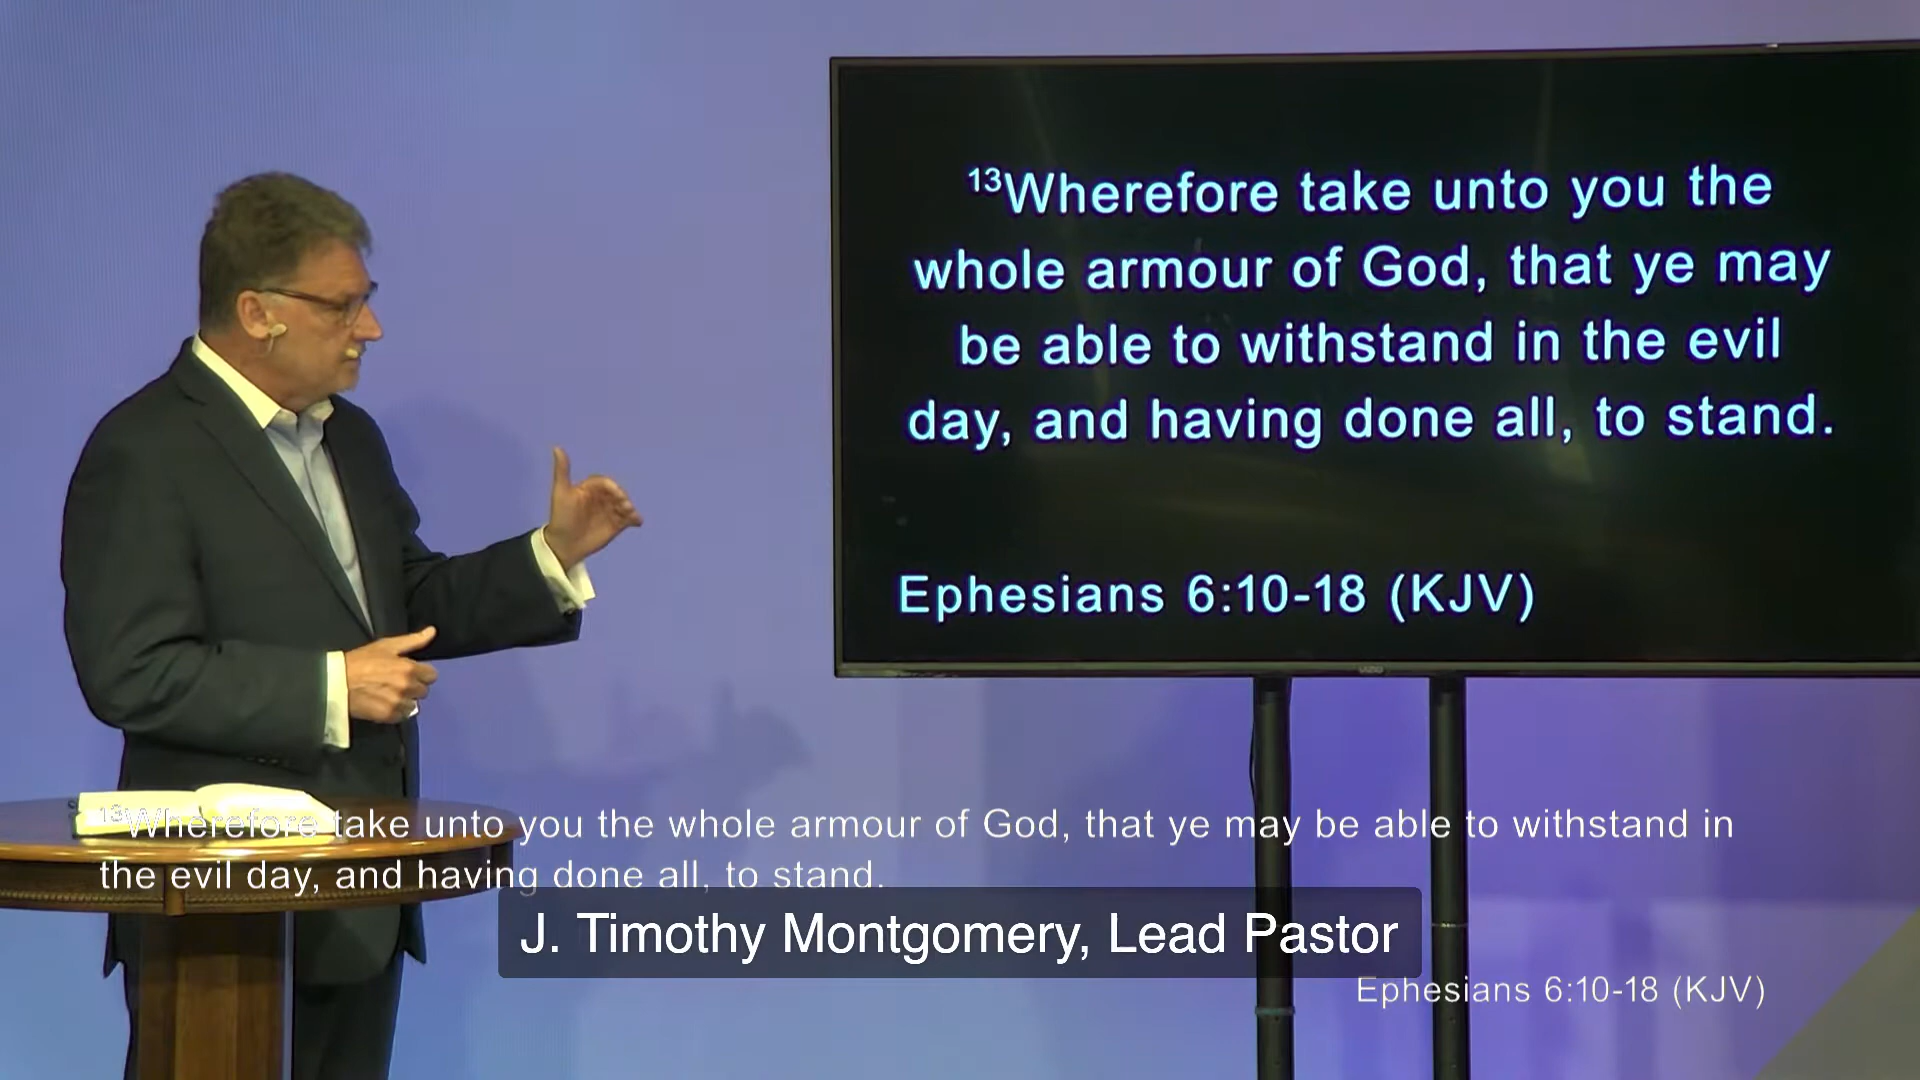 ¹³Wherefore take unto you the
whole armour of God, that ye may
be able to withstand in the evil
day, and having done all, to stand.
Ephesians 6:10-18 (KJV)
VIZIO
¹³Wherefore take unto you the whole armour of God, that ye may be able to withstand in
the evil day, and having done all, to stand.
J. Timothy Montgomery, Lead Pastor
Ephesians 6:10-18 (KJV)